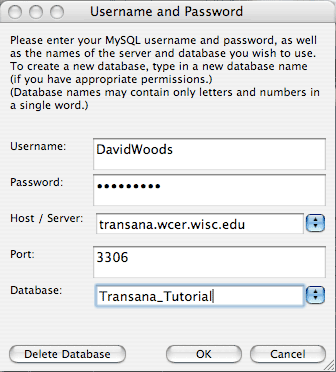 Username and Password
Please enter your MySQL username and password, as well
as the names of the server and database you wish to use.
To create a new database, type in a new database name
(if you have appropriate permissions.)
(Database names may contain only letters and numbers in
a single word.)
Username:
DavidWoods
Password:
•••••••••
Host / Server:
transana.wcer.wisc.edu
Port:
3306
Database:
Transana_Tutorial
Delete Database
OK
Cancel